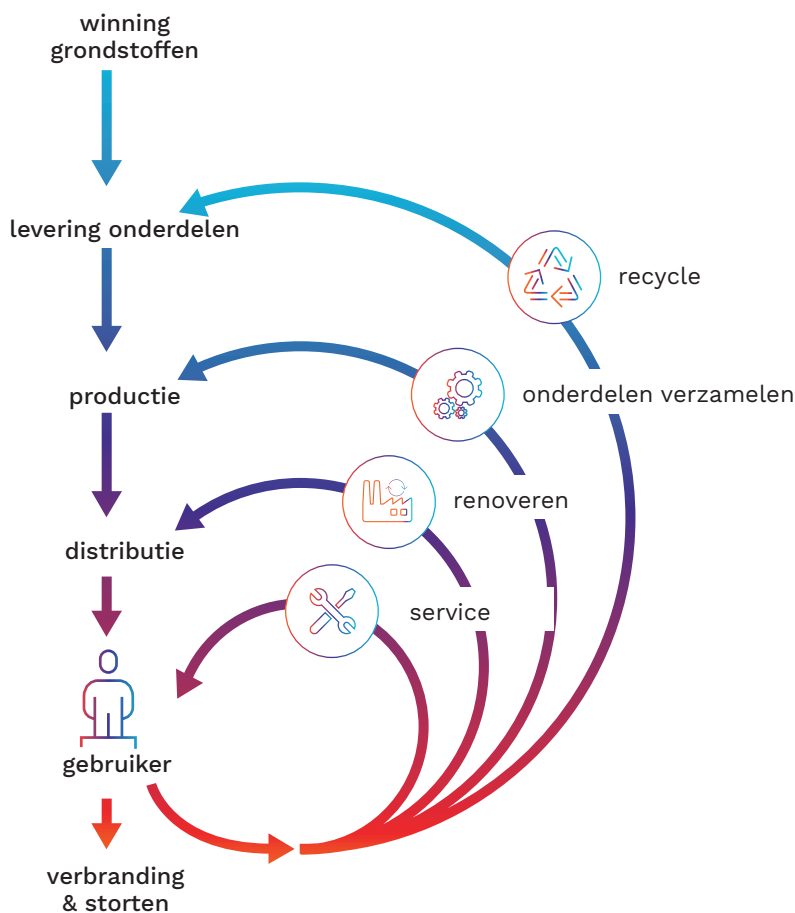 winning
grondstoffen
levering onderdelen
recycle
productie
onderdelen verzamelen
renoveren
distributie
service
gebruiker
verbranding
& storten